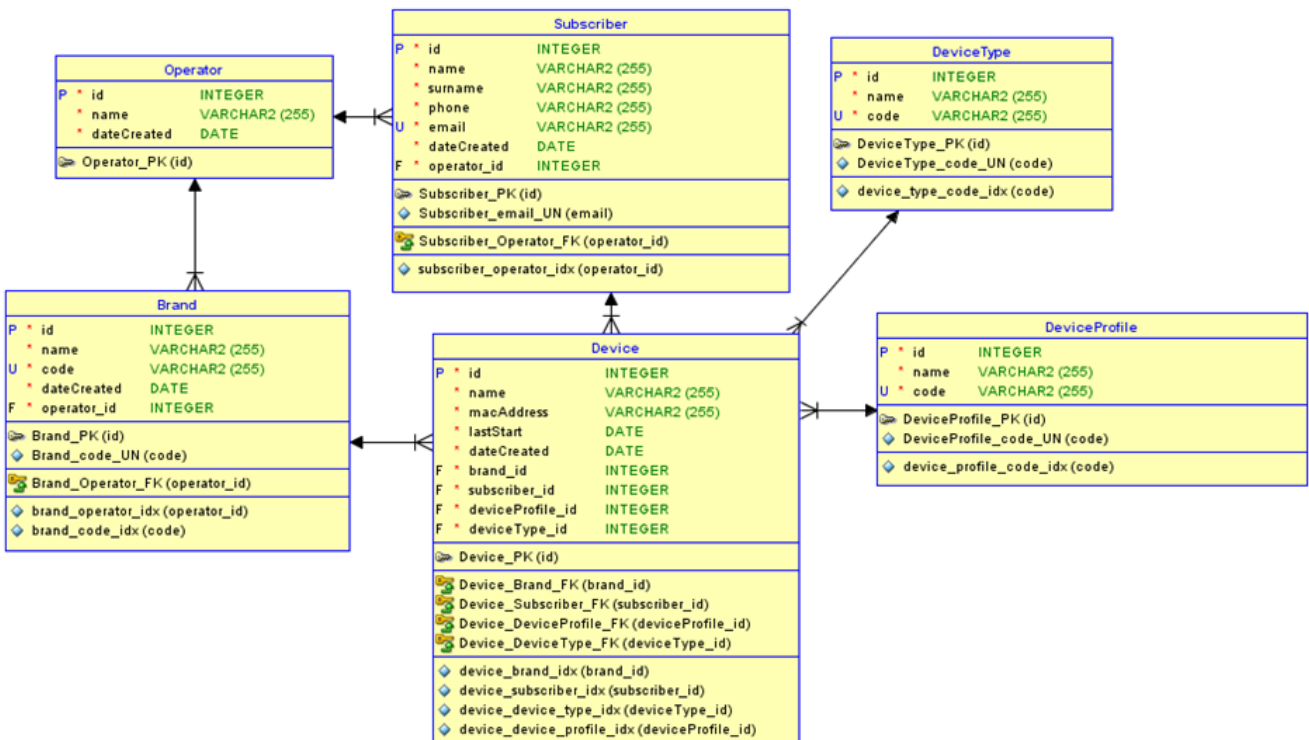 Operator
P * id INTEGER
* name VARCHAR2 (255)
* dateCreated DATE
Operator_PK (id)
Subscriber
P * id INTEGER
* name VARCHAR2 (255)
* surname VARCHAR2 (255)
* phone VARCHAR2 (255)
U * email VARCHAR2 (255)
* dateCreated DATE
F * operator_id INTEGER
Subscriber_PK (id)
Subscriber_email_UN (email)
Subscriber_Operator_FK (operator_id)
subscriber_operator_idx (operator_id)
DeviceType
P * id INTEGER
* name VARCHAR2 (255)
U * code VARCHAR2 (255)
DeviceType_PK (id)
DeviceType_code_UN (code)
device_type_code_idx (code)
Brand
P * id INTEGER
* name VARCHAR2 (255)
U * code VARCHAR2 (255)
* dateCreated DATE
F * operator_id INTEGER
Brand_PK (id)
Brand_code_UN (code)
Brand_Operator_FK (operator_id)
brand_operator_idx (operator_id)
brand_code_idx (code)
Device
P * id INTEGER
* name VARCHAR2 (255)
* macAddress VARCHAR2 (255)
* lastStart DATE
* dateCreated DATE
F * brand_id INTEGER
F * subscriber_id INTEGER
F * deviceProfile_id INTEGER
F * deviceType_id INTEGER
Device_PK (id)
Device_Brand_FK (brand_id)
Device_Subscriber_FK (subscriber_id)
Device_DeviceProfile_FK (deviceProfile_id)
Device_DeviceType_FK (deviceType_id)
device_brand_idx (brand_id)
device_subscriber_idx (subscriber_id)
device_device_type_idx (deviceType_id)
device_device_profile_idx (deviceProfile_id)
DeviceProfile
P * id INTEGER
* name VARCHAR2 (255)
U * code VARCHAR2 (255)
DeviceProfile_PK (id)
DeviceProfile_code_UN (code)
device_profile_code_idx (code)